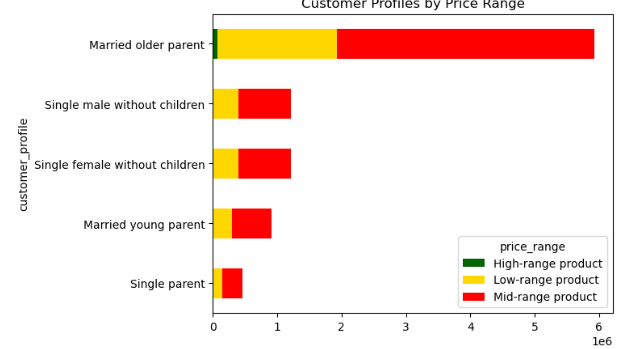 Customer Profiles by Price Range
customer_profile
Married older parent
Single male without children
Single female without children
Married young parent
Single parent
price_range
High-range product
Low-range product
Mid-range product
0 1 2 3 4 5 6
1e6